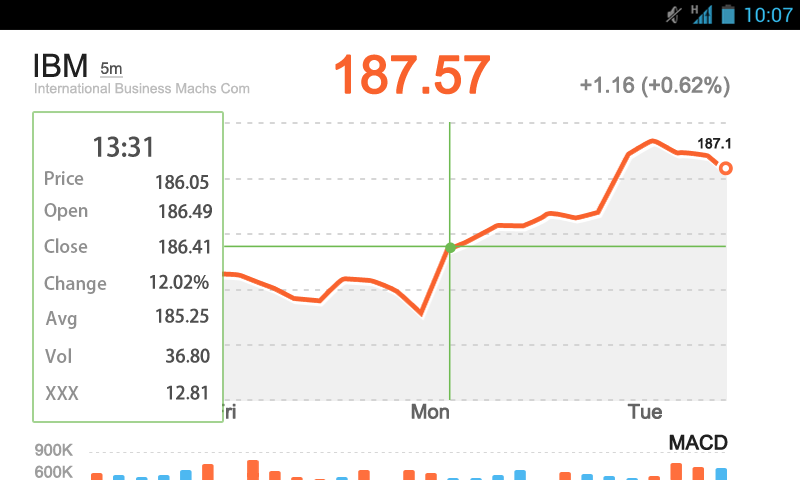 H 10:07
IBM 5m 187.57 +1.16 (+0.62%)
International Business Machs Com
13:31
Price 186.05
Open 186.49
Close 186.41
Change 12.02%
Avg 185.25
Vol 36.80
XXX 12.81
187.1
ri Mon Tue
MACD
900K
600K